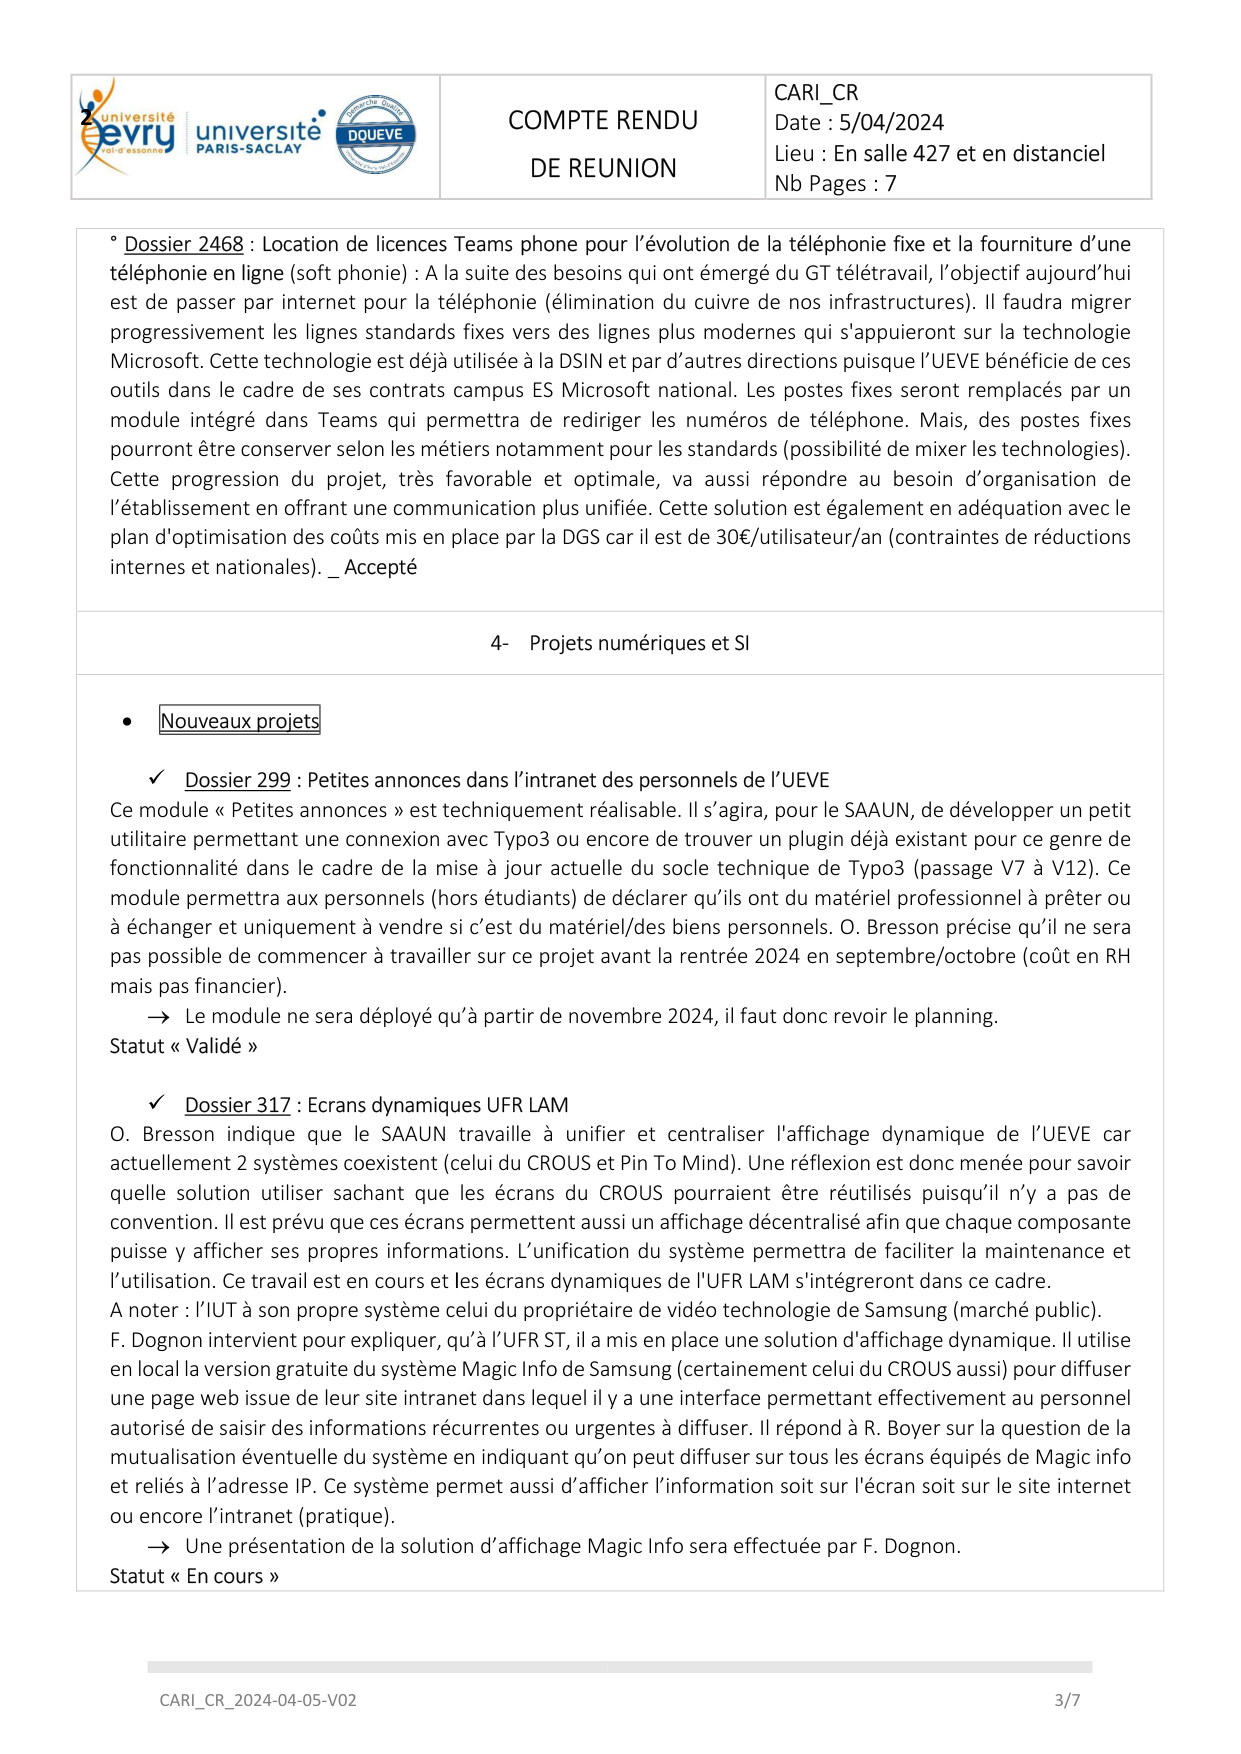 2
université
evry
val-d'essonne
université
PARIS-SACLAY
Démarche Qualité
DQUEVE
COMPTE RENDU
DE REUNION
CARI_CR
Date : 5/04/2024
Lieu : En salle 427 et en distanciel
Nb Pages : 7
° Dossier 2468 : Location de licences Teams phone pour l’évolution de la téléphonie fixe et la fourniture d’une
téléphonie en ligne (soft phonie) : A la suite des besoins qui ont émergé du GT télétravail, l’objectif aujourd’hui
est de passer par internet pour la téléphonie (élimination du cuivre de nos infrastructures). Il faudra migrer
progressivement les lignes standards fixes vers des lignes plus modernes qui s'appuieront sur la technologie
Microsoft. Cette technologie est déjà utilisée à la DSIN et par d’autres directions puisque l’UEVE bénéficie de ces
outils dans le cadre de ses contrats campus ES Microsoft national. Les postes fixes seront remplacés par un
module intégré dans Teams qui permettra de rediriger les numéros de téléphone. Mais, des postes fixes
pourront être conserver selon les métiers notamment pour les standards (possibilité de mixer les technologies).
Cette progression du projet, très favorable et optimale, va aussi répondre au besoin d’organisation de
l’établissement en offrant une communication plus unifiée. Cette solution est également en adéquation avec le
plan d'optimisation des coûts mis en place par la DGS car il est de 30€/utilisateur/an (contraintes de réductions
internes et nationales). _ Accepté
4- Projets numériques et SI
• Nouveaux projets
✓ Dossier 299 : Petites annonces dans l’intranet des personnels de l’UEVE
Ce module « Petites annonces » est techniquement réalisable. Il s’agira, pour le SAAUN, de développer un petit
utilitaire permettant une connexion avec Typo3 ou encore de trouver un plugin déjà existant pour ce genre de
fonctionnalité dans le cadre de la mise à jour actuelle du socle technique de Typo3 (passage V7 à V12). Ce
module permettra aux personnels (hors étudiants) de déclarer qu’ils ont du matériel professionnel à prêter ou
à échanger et uniquement à vendre si c’est du matériel/des biens personnels. O. Bresson précise qu’il ne sera
pas possible de commencer à travailler sur ce projet avant la rentrée 2024 en septembre/octobre (coût en RH
mais pas financier).
→ Le module ne sera déployé qu’à partir de novembre 2024, il faut donc revoir le planning.
Statut « Validé »
✓ Dossier 317 : Ecrans dynamiques UFR LAM
O. Bresson indique que le SAAUN travaille à unifier et centraliser l'affichage dynamique de l’UEVE car
actuellement 2 systèmes coexistent (celui du CROUS et Pin To Mind). Une réflexion est donc menée pour savoir
quelle solution utiliser sachant que les écrans du CROUS pourraient être réutilisés puisqu’il n’y a pas de
convention. Il est prévu que ces écrans permettent aussi un affichage décentralisé afin que chaque composante
puisse y afficher ses propres informations. L’unification du système permettra de faciliter la maintenance et
l’utilisation. Ce travail est en cours et les écrans dynamiques de l'UFR LAM s'intégreront dans ce cadre.
A noter : l’IUT à son propre système celui du propriétaire de vidéo technologie de Samsung (marché public).
F. Dognon intervient pour expliquer, qu’à l’UFR ST, il a mis en place une solution d'affichage dynamique. Il utilise
en local la version gratuite du système Magic Info de Samsung (certainement celui du CROUS aussi) pour diffuser
une page web issue de leur site intranet dans lequel il y a une interface permettant effectivement au personnel
autorisé de saisir des informations récurrentes ou urgentes à diffuser. Il répond à R. Boyer sur la question de la
mutualisation éventuelle du système en indiquant qu’on peut diffuser sur tous les écrans équipés de Magic info
et reliés à l’adresse IP. Ce système permet aussi d’afficher l’information soit sur l'écran soit sur le site internet
ou encore l’intranet (pratique).
→ Une présentation de la solution d’affichage Magic Info sera effectuée par F. Dognon.
Statut « En cours »
CARI_CR_2024-04-05-V02
3/7